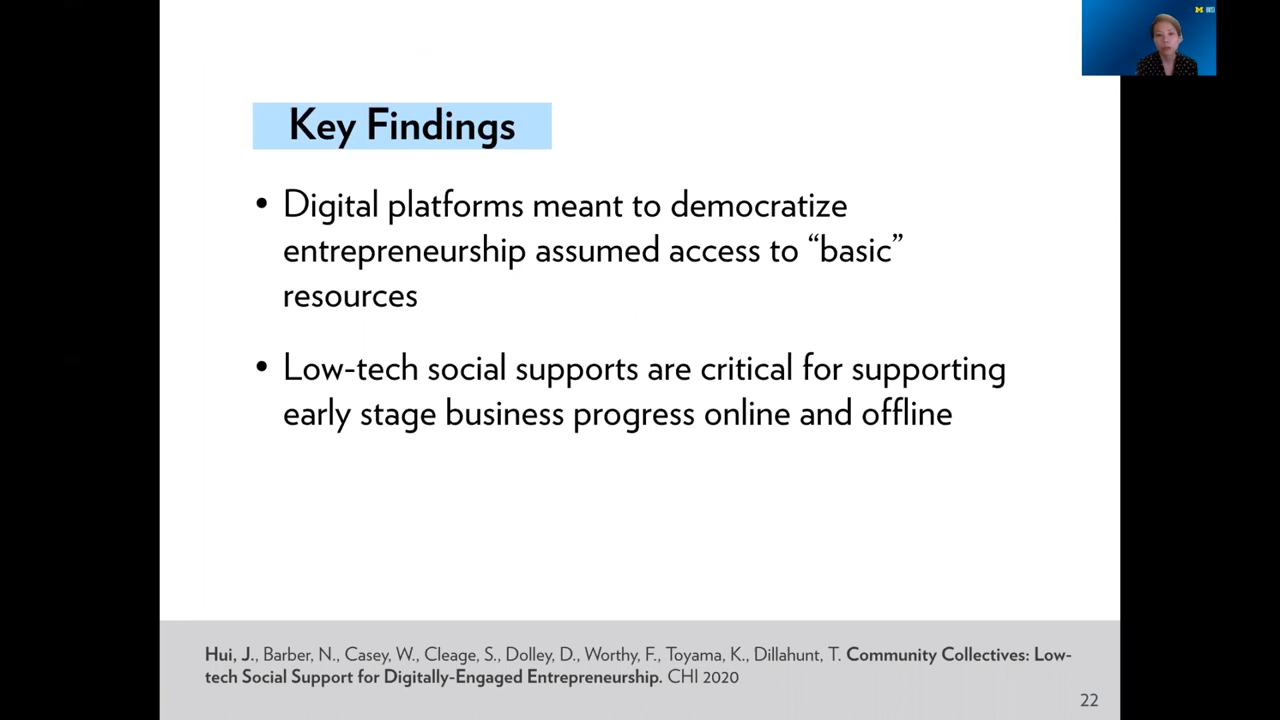 Key Findings
• Digital platforms meant to democratize
entrepreneurship assumed access to “basic”
resources
• Low-tech social supports are critical for supporting
early stage business progress online and offline
Hui, J., Barber, N., Casey, W., Cleage, S., Dolley, D., Worthy, F., Toyama, K., Dillahunt, T. Community Collectives: Low-
tech Social Support for Digitally-Engaged Entrepreneurship. CHI 2020
22